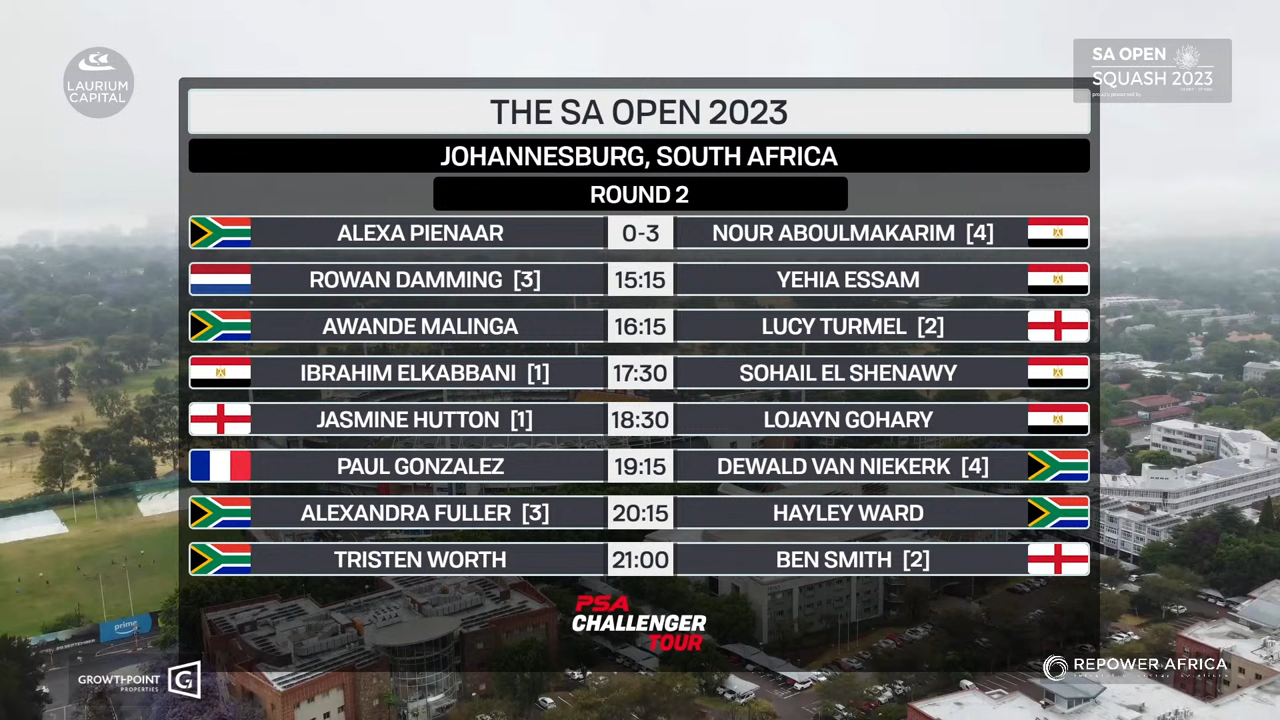 LAURIUM
CAPITAL
SA OPEN
SQUASH 2023
THE SA OPEN 2023
JOHANNESBURG, SOUTH AFRICA
ROUND 2
ALEXA PIENAAR 0-3 NOUR ABOULMAKARIM [4]
ROWAN DAMMING [3] 15:15 YEHIA ESSAM
AWANDE MALINGA 16:15 LUCY TURMEL [2]
IBRAHIM ELKABBANI [1] 17:30 SOHAIL EL SHENAWY
JASMINE HUTTON [1] 18:30 LOJAYN GOHARY
PAUL GONZALEZ 19:15 DEWALD VAN NIEKERK [4]
ALEXANDRA FULLER [3] 20:15 HAYLEY WARD
TRISTEN WORTH 21:00 BEN SMITH [2]
PSA
CHALLENGER
TOUR
prime
GROWTHPOINT
PROPERTIES
REPOWER AFRICA